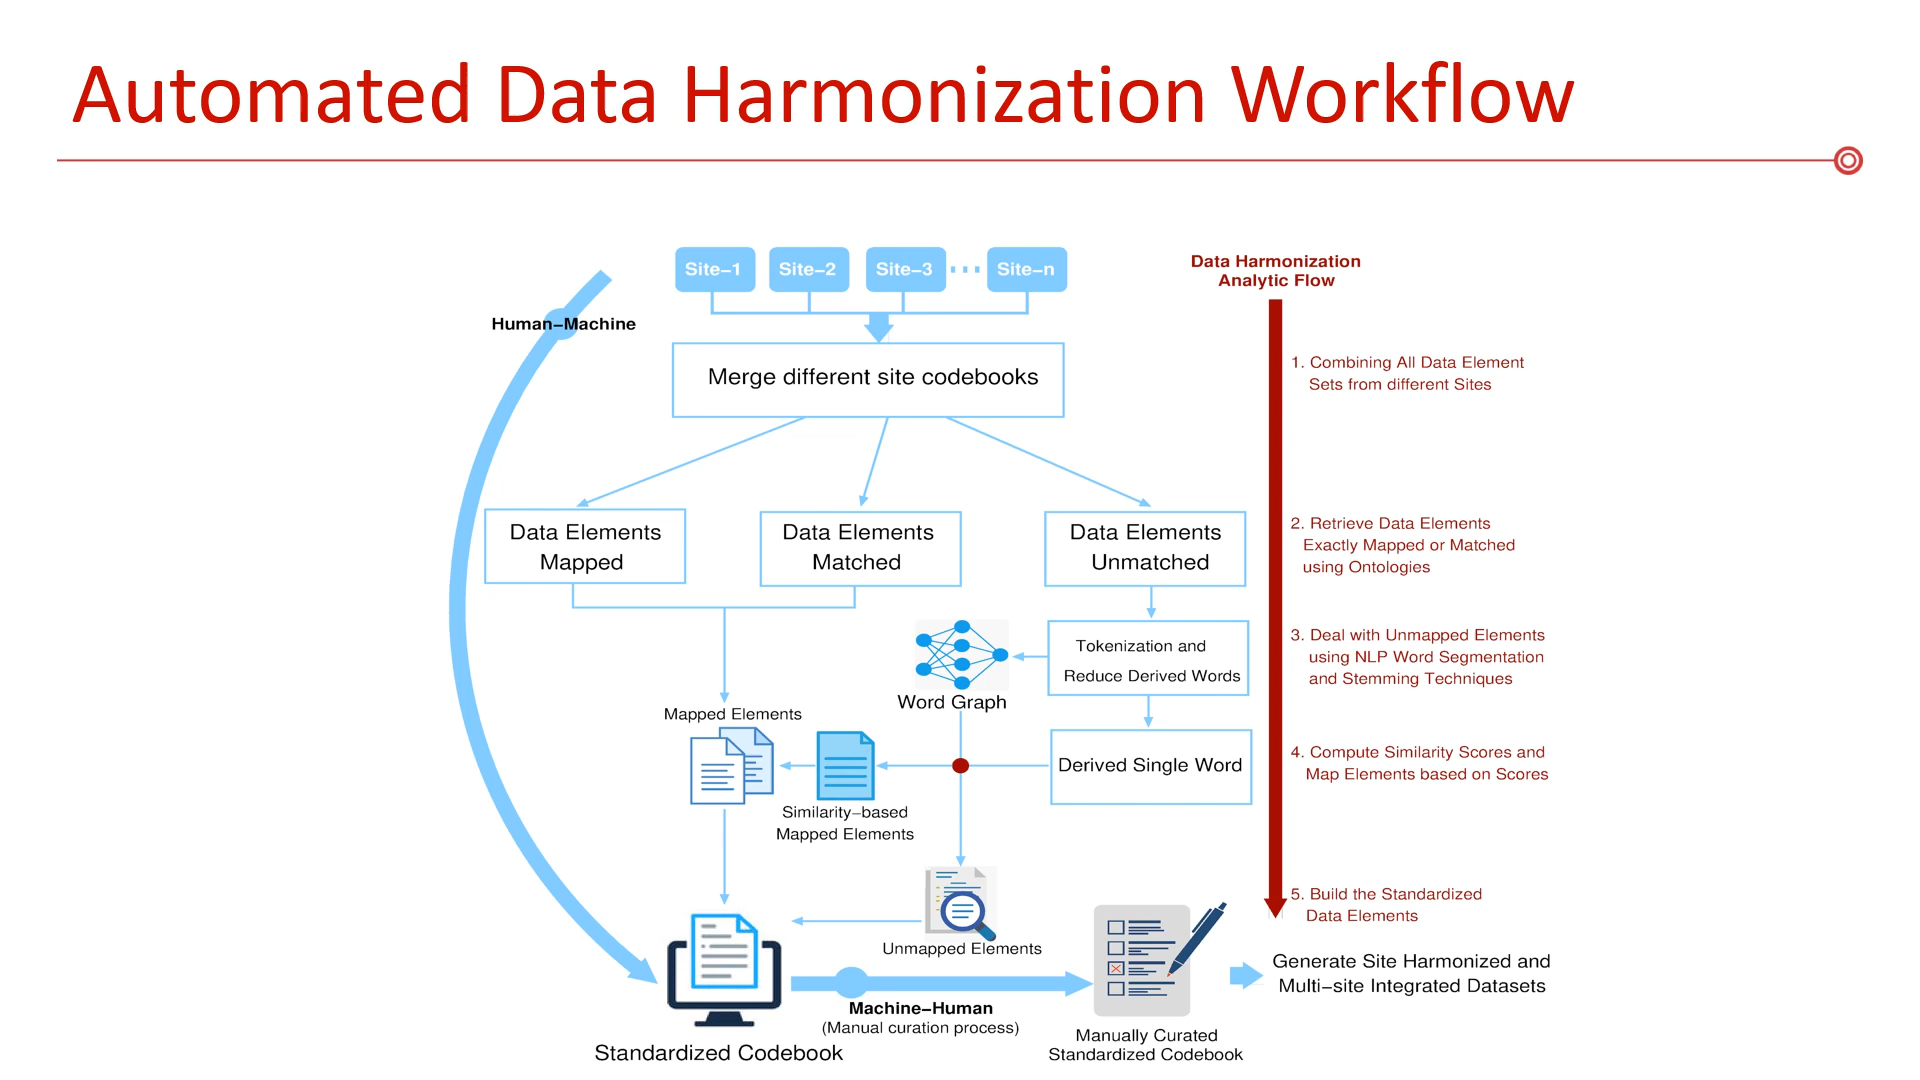 Automated Data Harmonization Workflow
Site–1
Site–2
Site–3
Site–n
Human–Machine
Merge different site codebooks
Data Elements
Mapped
Data Elements
Matched
Data Elements
Unmatched
Tokenization and
Reduce Derived Words
Word Graph
Derived Single Word
Mapped Elements
Similarity–based
Mapped Elements
Unmapped Elements
Standardized Codebook
Machine–Human
(Manual curation process)
Manually Curated
Standardized Codebook
Data Harmonization
Analytic Flow
1. Combining All Data Element
Sets from different Sites
2. Retrieve Data Elements
Exactly Mapped or Matched
using Ontologies
3. Deal with Unmapped Elements
using NLP Word Segmentation
and Stemming Techniques
4. Compute Similarity Scores and
Map Elements based on Scores
5. Build the Standardized
Data Elements
Generate Site Harmonized and
Multi–site Integrated Datasets